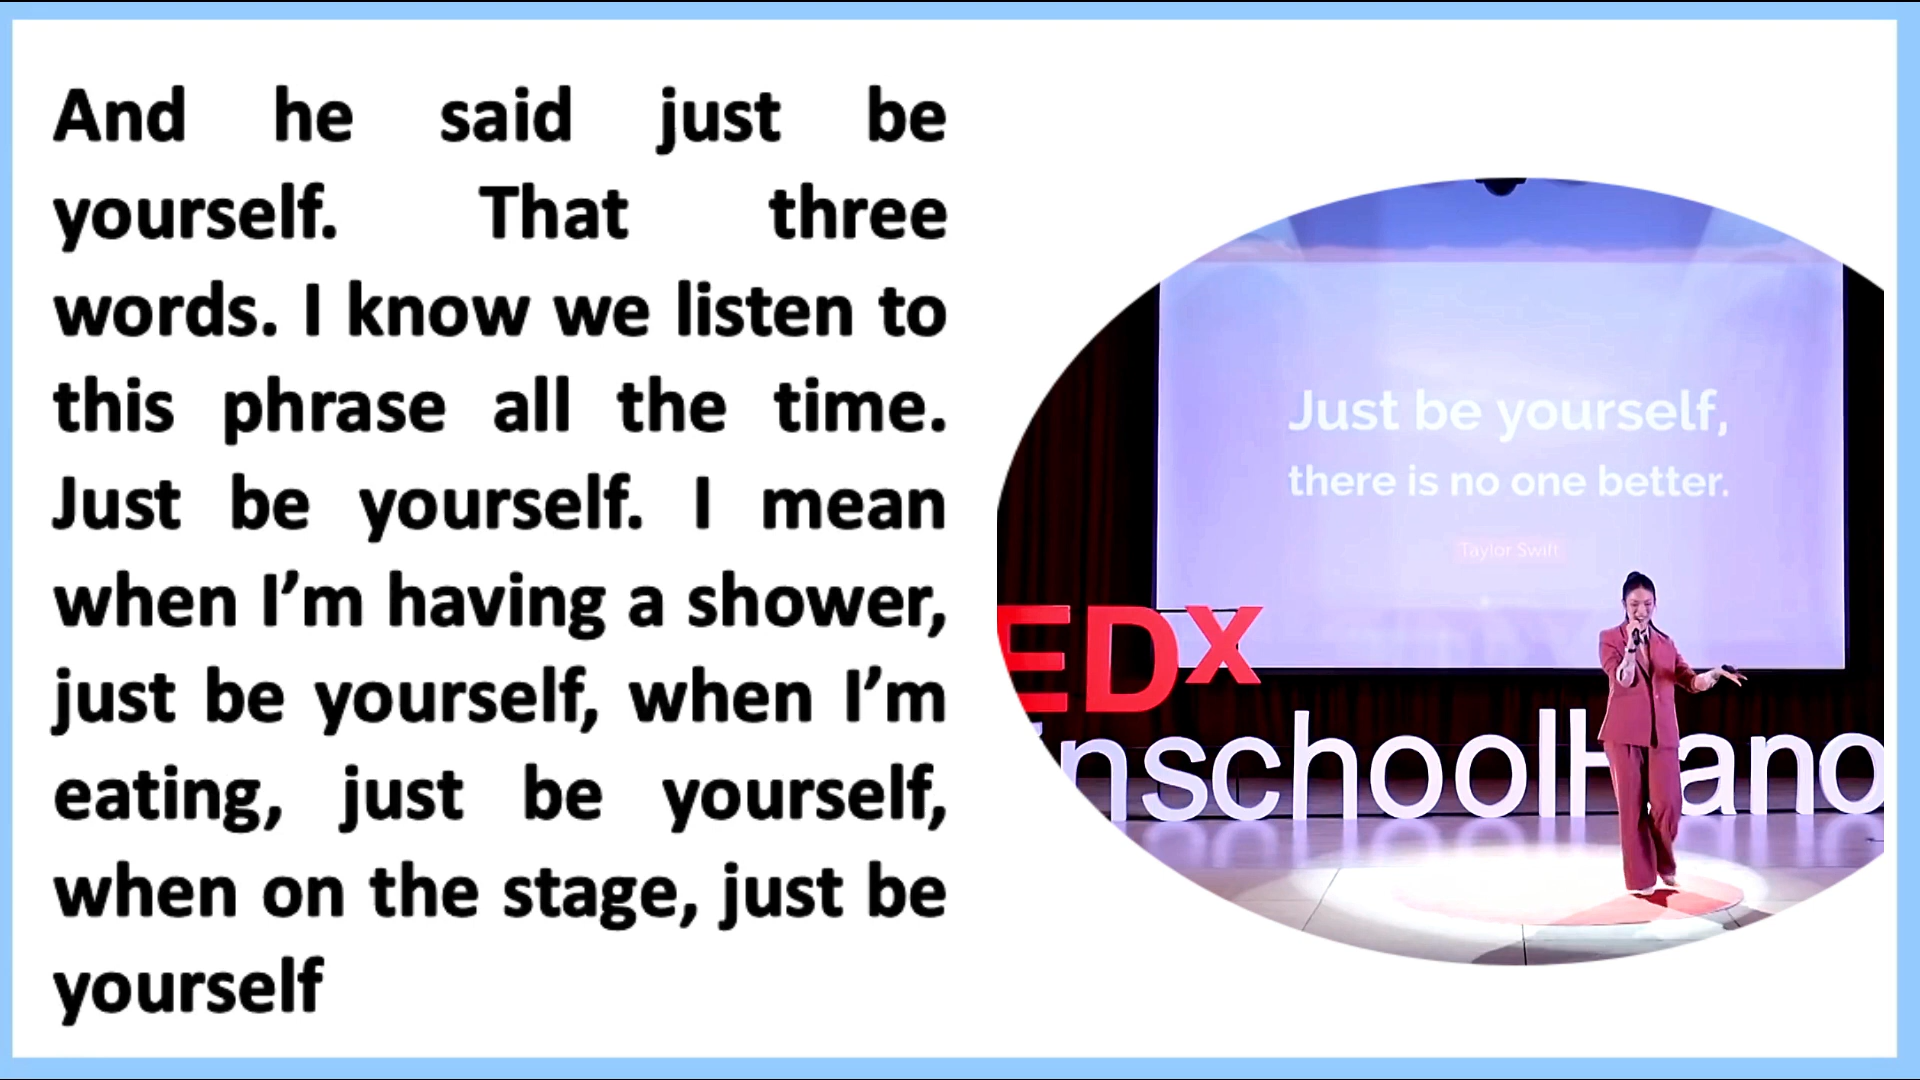 And he said just be
yourself. That three
words. I know we listen to
this phrase all the time.
Just be yourself. I mean
when I’m having a shower,
just be yourself, when I’m
eating, just be yourself,
when on the stage, just be
yourself
Just be yourself,
there is no one better.
Taylor Swift
EDx
inschoolHano